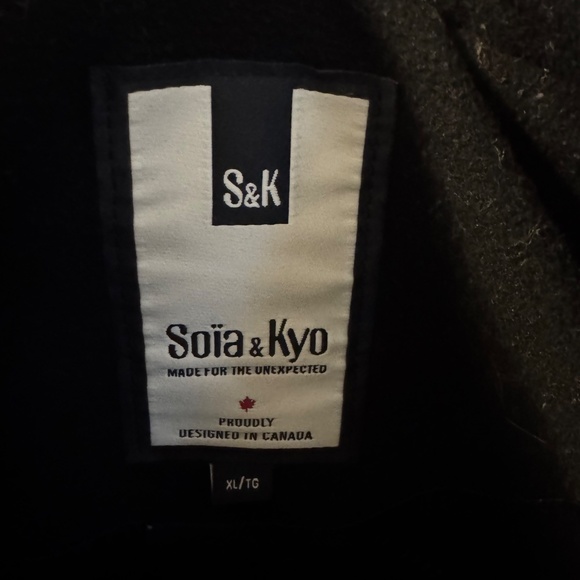 S&K
Soïa & Kyo
MADE FOR THE UNEXPECTED
PROUDLY
DESIGNED IN CANADA
XL/TG